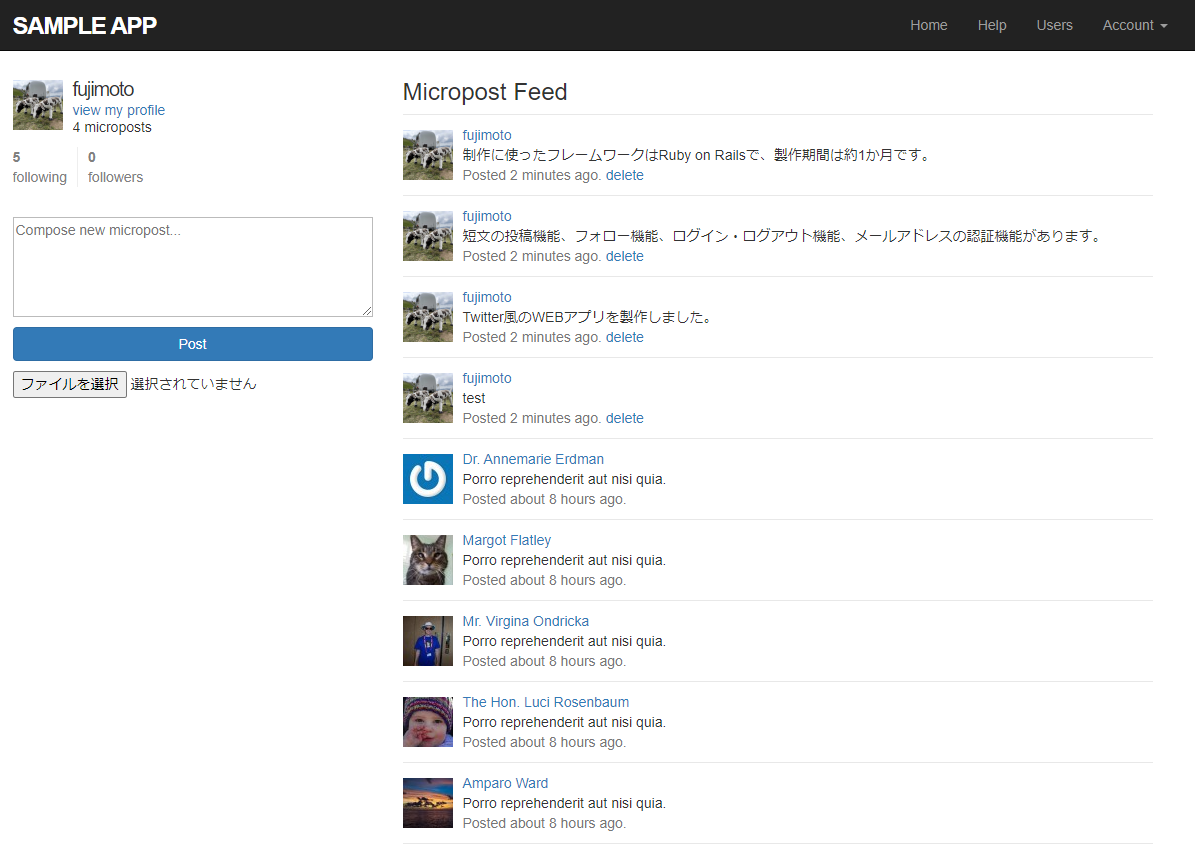 SAMPLE APP
Home Help Users Account
fujimoto
view my profile
4 microposts
5
following
0
followers
Compose new micropost...
Post
ファイルを選択 選択されていません
Micropost Feed
fujimoto
制作に使ったフレームワークはRuby on Railsで、製作期間は約1か月です。
Posted 2 minutes ago. delete
fujimoto
短文の投稿機能、フォロー機能、ログイン・ログアウト機能、メールアドレスの認証機能があります。
Posted 2 minutes ago. delete
fujimoto
Twitter風のWEBアプリを製作しました。
Posted 2 minutes ago. delete
fujimoto
test
Posted 2 minutes ago. delete
Dr. Annemarie Erdman
Porro reprehenderit aut nisi quia.
Posted about 8 hours ago.
Margot Flatley
Porro reprehenderit aut nisi quia.
Posted about 8 hours ago.
Mr. Virgina Ondricka
Porro reprehenderit aut nisi quia.
Posted about 8 hours ago.
The Hon. Luci Rosenbaum
Porro reprehenderit aut nisi quia.
Posted about 8 hours ago.
Amparo Ward
Porro reprehenderit aut nisi quia.
Posted about 8 hours ago.